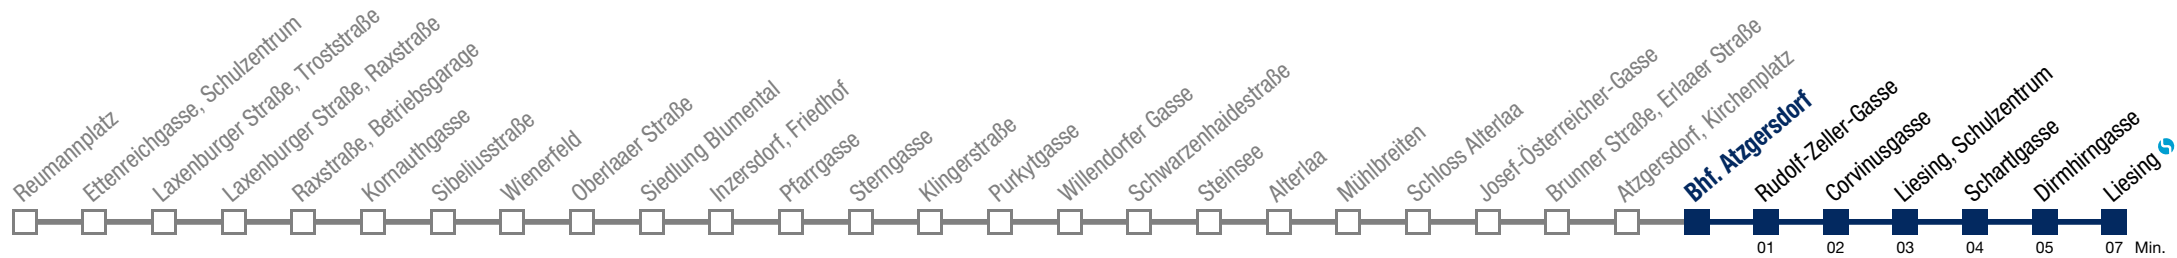 Reumannplatz
Ettenreichgasse, Schulzentrum
Laxenburger Straße, Troststraße
Laxenburger Straße, Raxstraße
Raxstraße, Betriebsgarage
Kornauthgasse
Sibeliusstraße
Wienerfeld
Oberlaaer Straße
Siedlung Blumental
Inzersdorf, Friedhof
Pfarrgasse
Sterngasse
Klingerstraße
Purkytgasse
Willendorfer Gasse
Schwarzenhaidestraße
Steinsee
Alterlaa
Mühlbreiten
Schloss Alterlaa
Josef-Österreicher-Gasse
Brunner Straße, Erlaaer Straße
Atzgersdorf, Kirchenplatz
Bhf. Atzgersdorf
Rudolf-Zeller-Gasse
Corvinusgasse
Liesing, Schulzentrum
Schartlgasse
Dirmhirngasse
Liesing
01 02 03 04 05 07 Min.